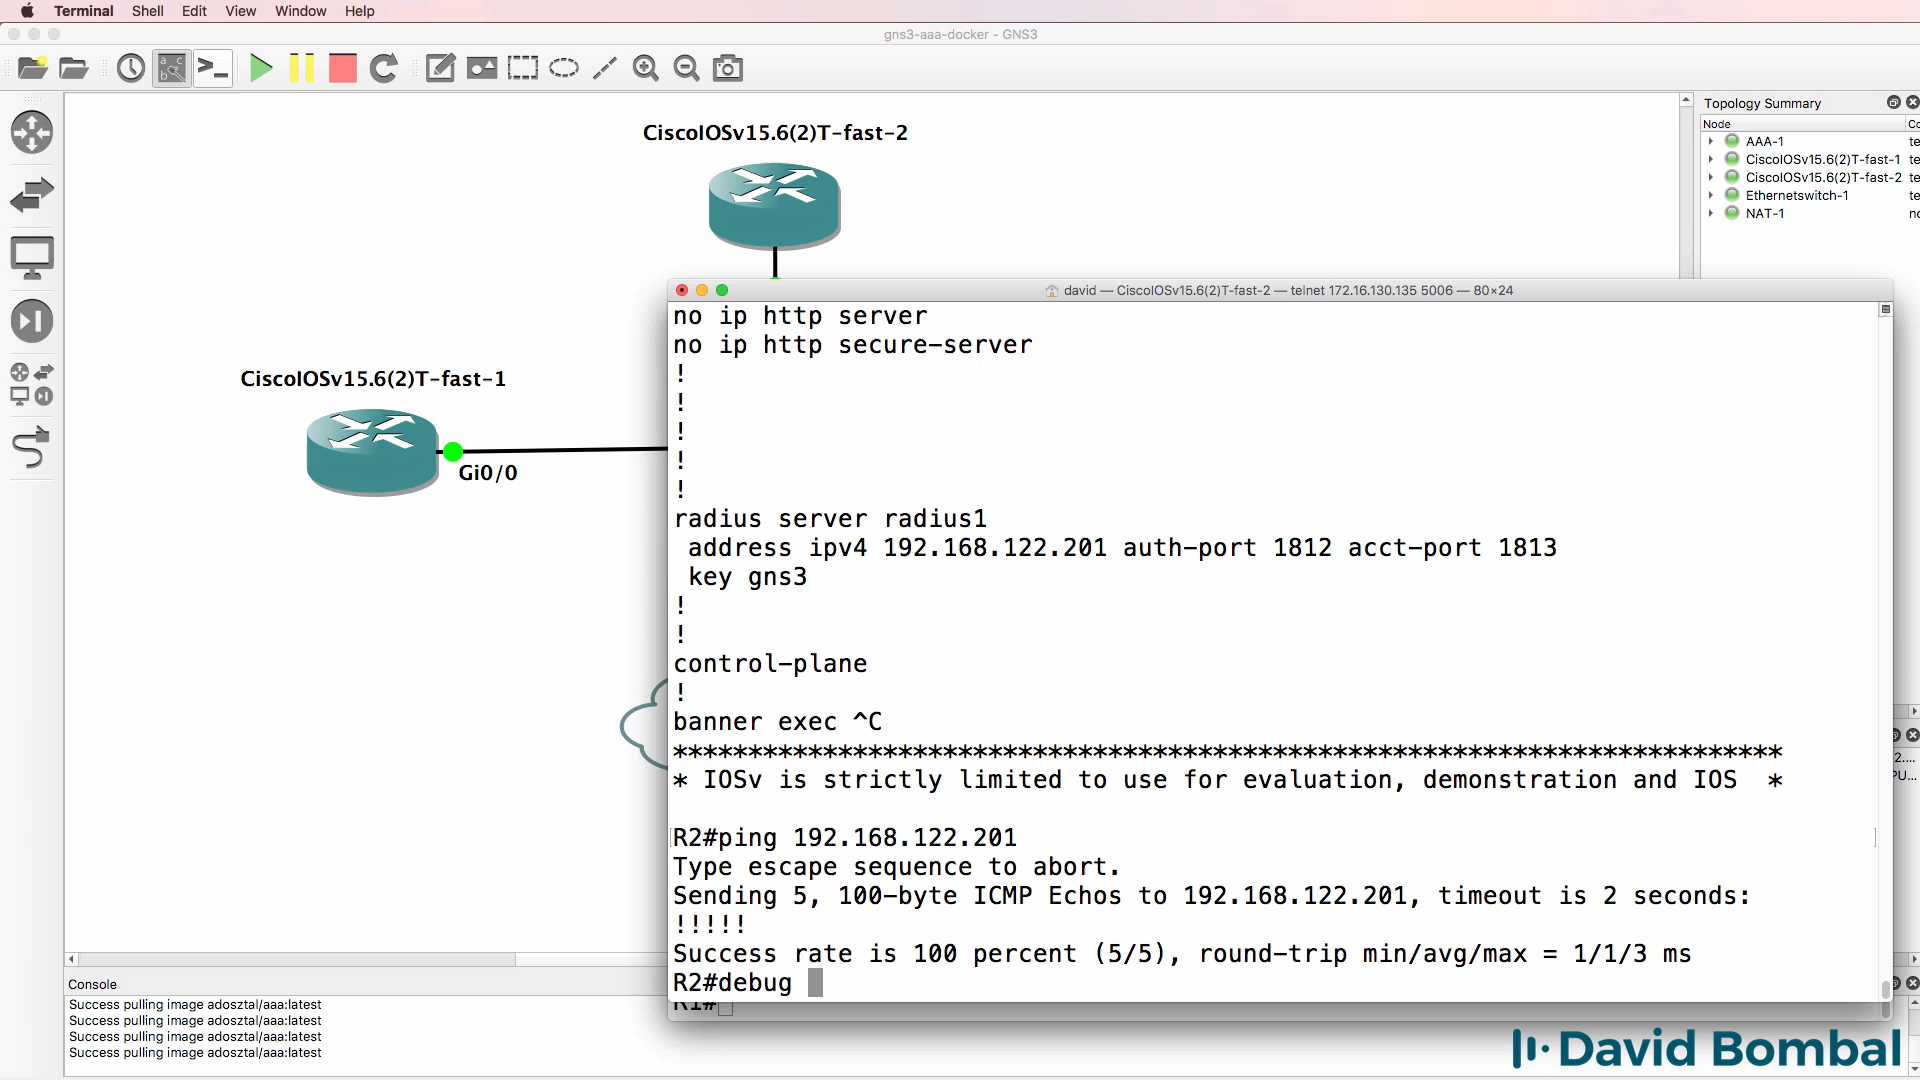 Terminal Shell Edit View Window Help
gns3-aaa-docker - GNS3
CiscoIOSv15.6(2)T-fast-2
CiscoIOSv15.6(2)T-fast-1
Gi0/0
Topology Summary
Node Co
AAA-1 te
CiscoIOSv15.6(2)T-fast-1 te
CiscoIOSv15.6(2)T-fast-2 te
Ethernetswitch-1 te
NAT-1 no
david — CiscoIOSv15.6(2)T-fast-2 — telnet 172.16.130.135 5006 — 80×24
no ip http server
no ip http secure-server
!
!
!
!
!
radius server radius1
address ipv4 192.168.122.201 auth-port 1812 acct-port 1813
key gns3
!
!
control-plane
!
banner exec ^C
**************************************************************************
* IOSv is strictly limited to use for evaluation, demonstration and IOS *
R2#ping 192.168.122.201
Type escape sequence to abort.
Sending 5, 100-byte ICMP Echos to 192.168.122.201, timeout is 2 seconds:
!!!!!
Success rate is 100 percent (5/5), round-trip min/avg/max = 1/1/3 ms
R2#debug
R1#
Console
Success pulling image adosztal/aaa:latest
Success pulling image adosztal/aaa:latest
Success pulling image adosztal/aaa:latest
Success pulling image adosztal/aaa:latest
David Bombal